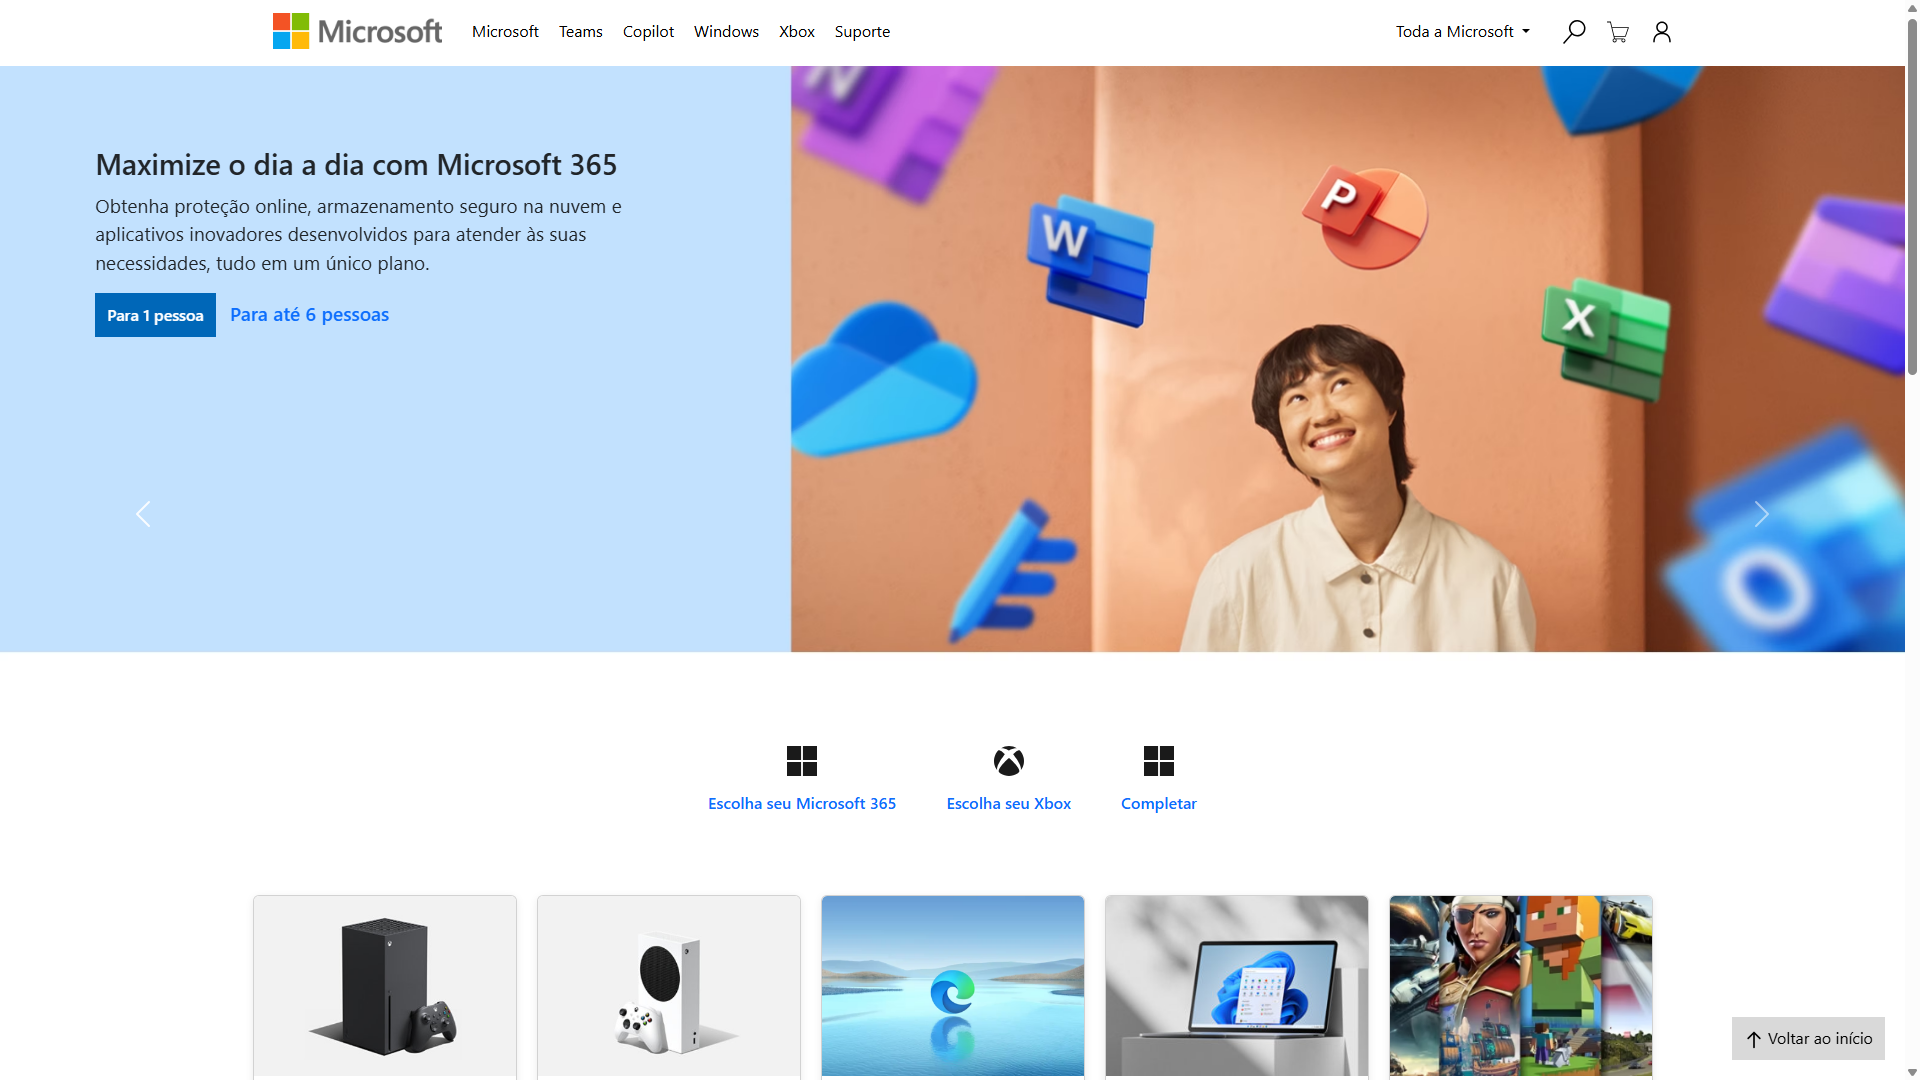 Microsoft
Microsoft Teams Copilot Windows Xbox Suporte
Toda a Microsoft
Maximize o dia a dia com Microsoft 365
Obtenha proteção online, armazenamento seguro na nuvem e
aplicativos inovadores desenvolvidos para atender às suas
necessidades, tudo em um único plano.
Para 1 pessoa
Para até 6 pessoas
N
W
P
X
O
Escolha seu Microsoft 365
Escolha seu Xbox
Completar
Voltar ao início